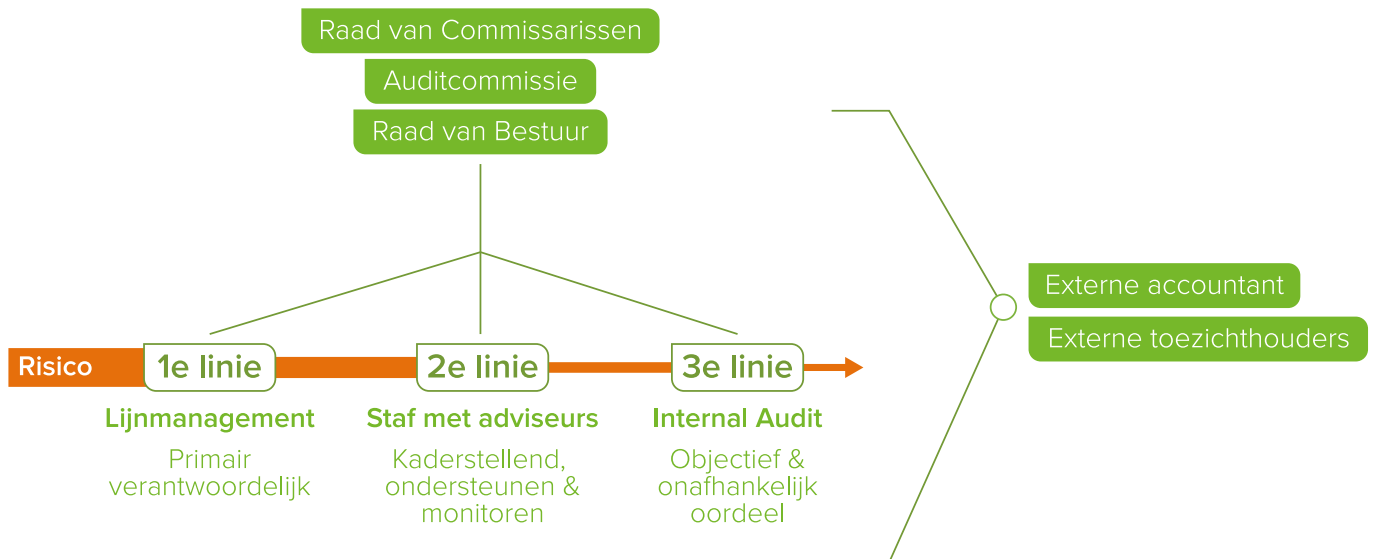 Raad van Commissarissen
Auditcommissie
Raad van Bestuur
Externe accountant
Externe toezichthouders
Risico
1e linie
2e linie
3e linie
Lijnmanagement
Primair
verantwoordelijk
Staf met adviseurs
Kaderstellend,
ondersteunen &
monitoren
Internal Audit
Objectief &
onafhankelijk
oordeel